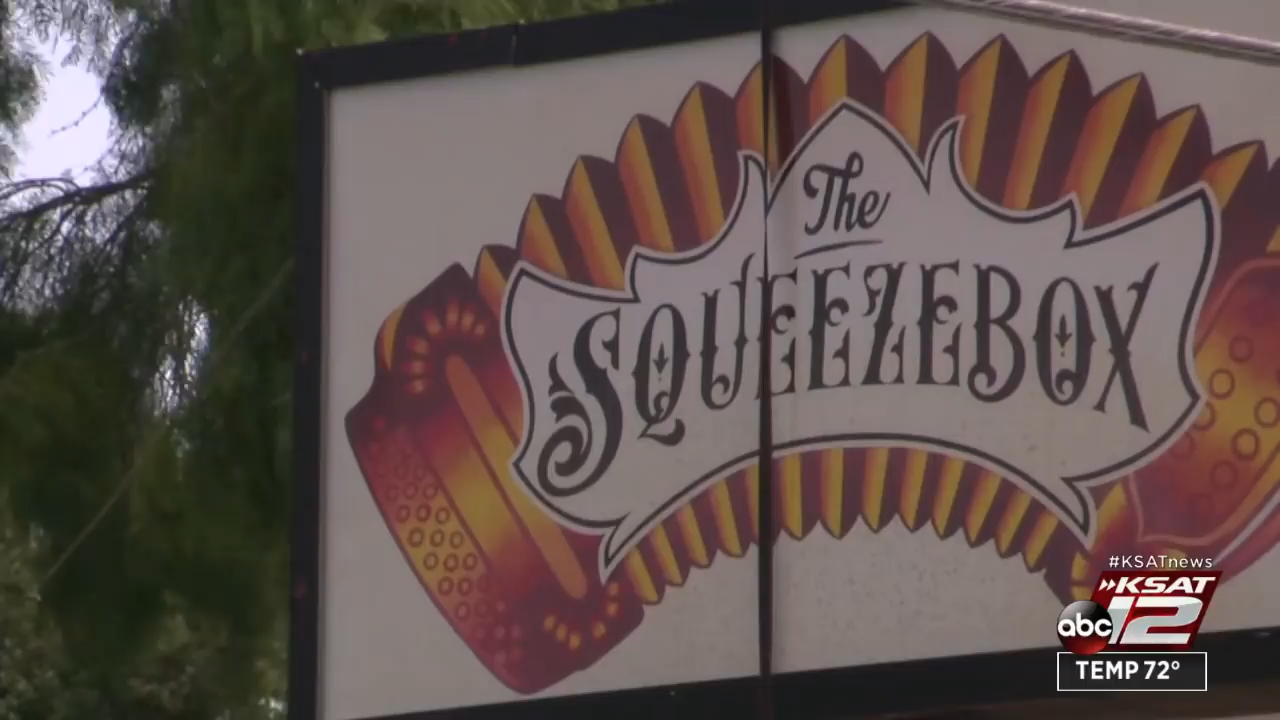 The
SQUEEZEBOX
#KSATnews
KSAT
abc 12
TEMP 72°